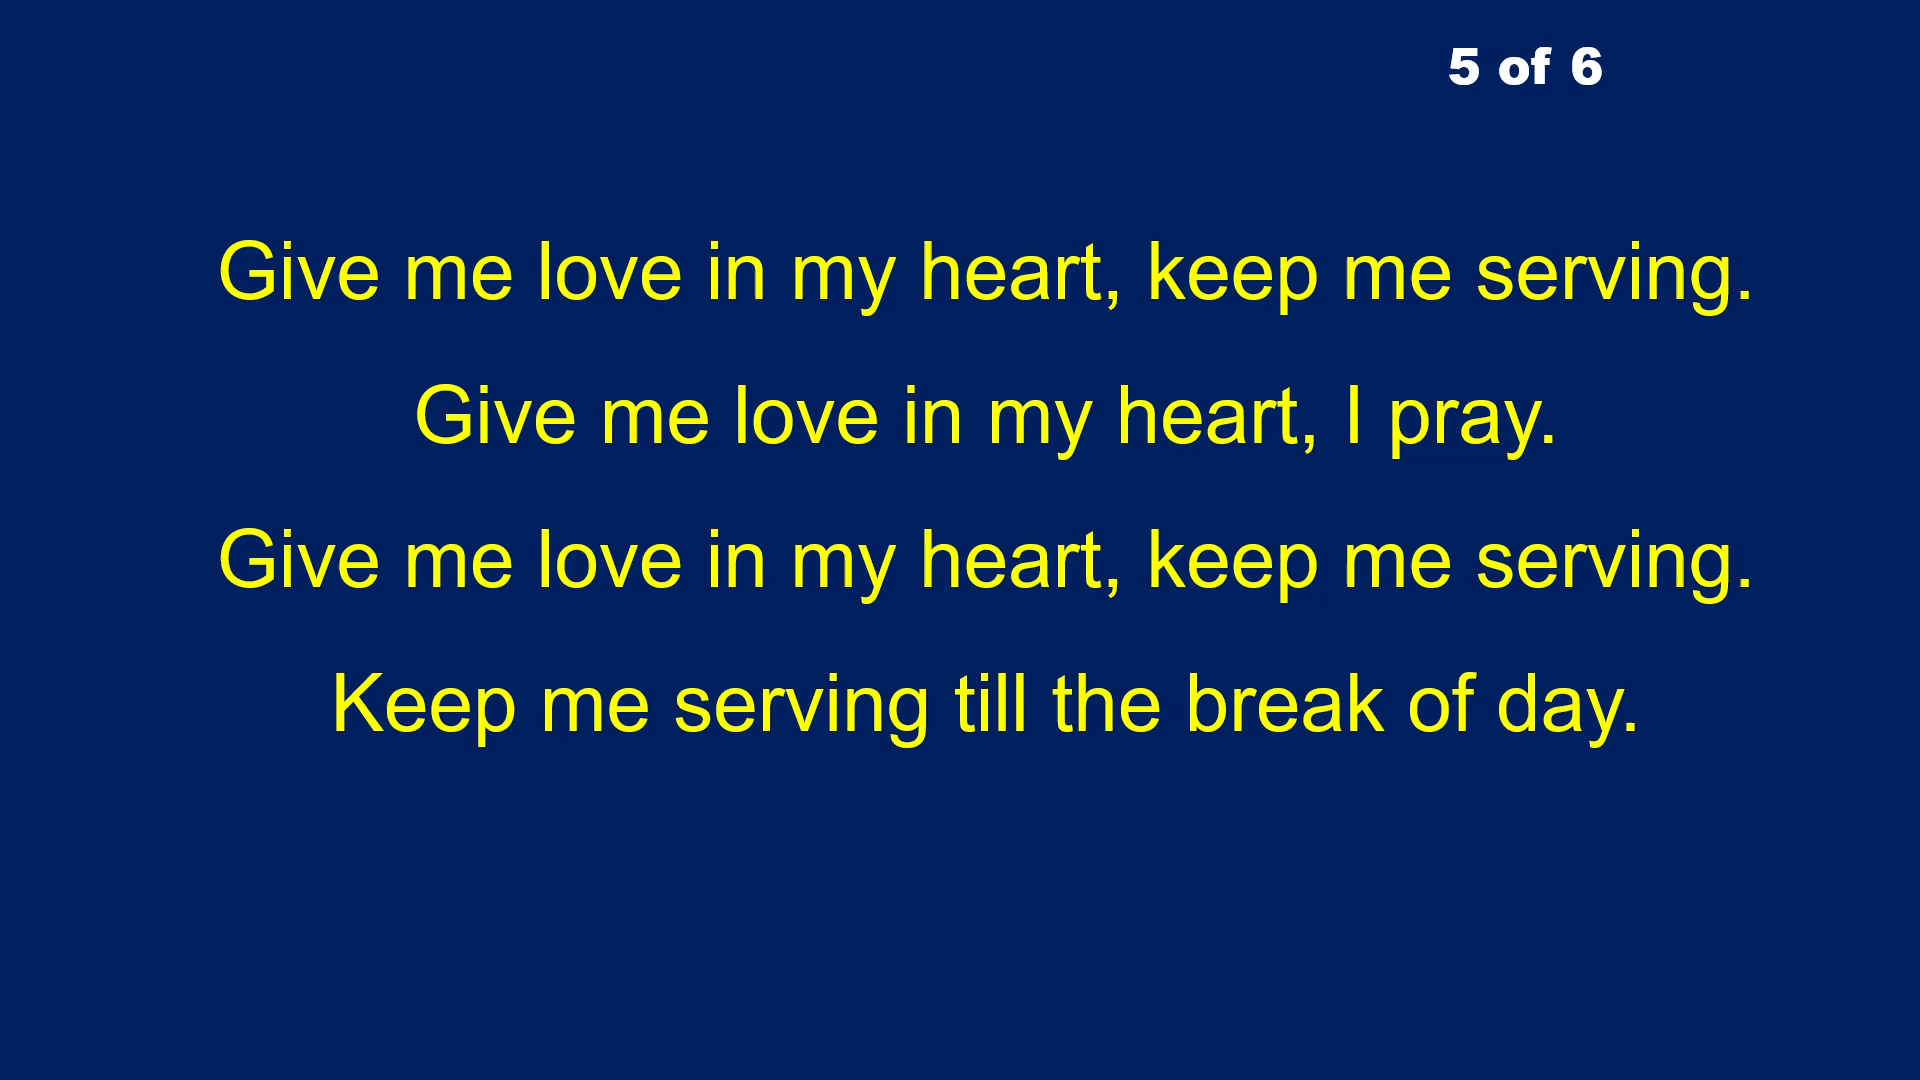 5 of 6
Give me love in my heart, keep me serving.
Give me love in my heart, I pray.
Give me love in my heart, keep me serving.
Keep me serving till the break of day.